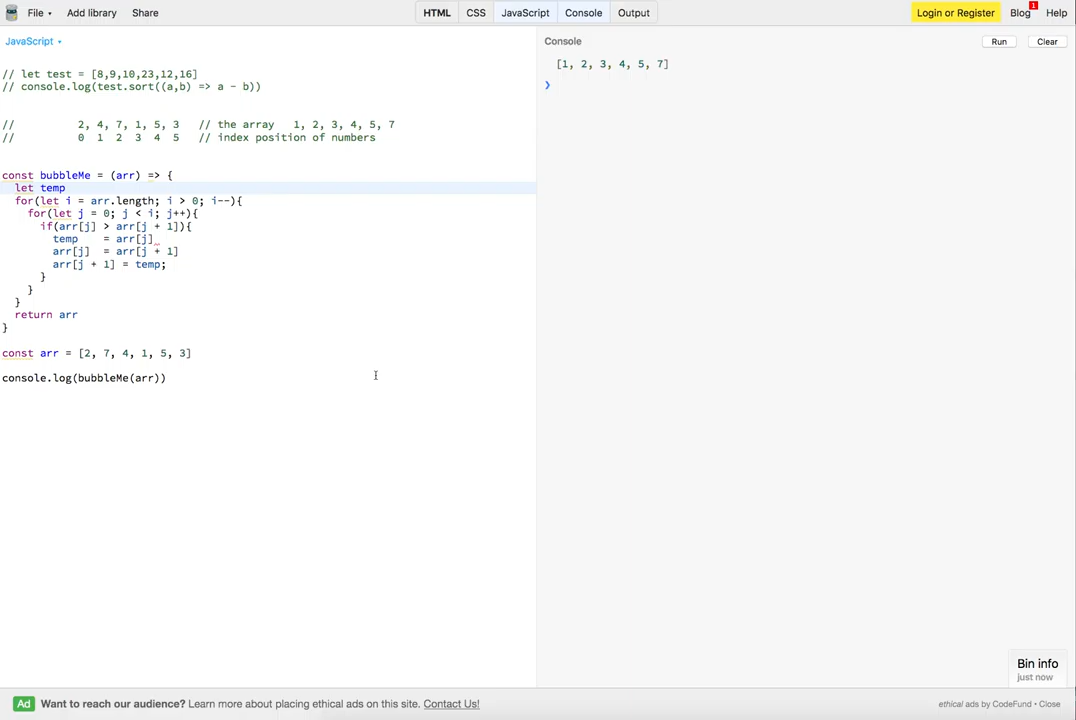 File Add library Share HTML CSS JavaScript Console Output Login or Register Blog 1 Help
JavaScript
// let test = [8,9,10,23,12,16]
// console.log(test.sort((a,b) => a - b))
// 2, 4, 7, 1, 5, 3 // the array 1, 2, 3, 4, 5, 7
// 0 1 2 3 4 5 // index position of numbers
const bubbleMe = (arr) => {
let temp
for(let i = arr.length; i > 0; i--){
for(let j = 0; j < i; j++){
if(arr[j] > arr[j + 1]){
temp = arr[j]
arr[j] = arr[j + 1]
arr[j + 1] = temp;
}
}
}
return arr
}
const arr = [2, 7, 4, 1, 5, 3]
console.log(bubbleMe(arr))
Console Run Clear
[1, 2, 3, 4, 5, 7]
Bin info
just now
Ad Want to reach our audience? Learn more about placing ethical ads on this site. Contact Us! ethical ads by CodeFund • Close